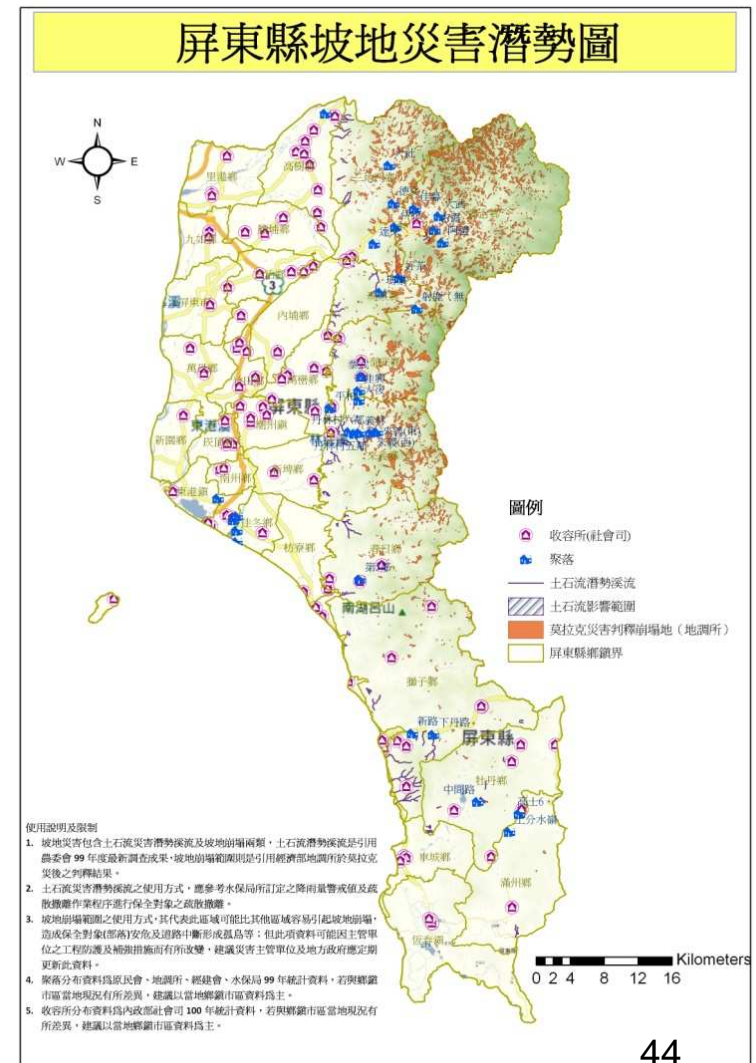 屏東縣坡地災害潛勢圖
N
W E
S
里港鄉
高樹鄉
九如鄉
3
內埔鄉
屏東縣
新園鄉
潮州鎮
南州鄉
東港鎮
佳冬鄉
枋寮鄉
春日鄉
南湖呂山
獅子鄉
新路 下丹路
屏東縣
牡丹鄉
中間路
高士6
上分水嶺
車城鄉
滿州鄉
恆春鎮
圖例
收容所(社會司)
聚落
土石流潛勢溪流
土石流影響範圍
莫拉克災害判釋崩塌地（地調所）
屏東縣鄉鎮界
Kilometers
0 2 4 8 12 16
使用說明及限制
1. 坡地災害包含土石流災害潛勢溪流及坡地崩塌兩類，土石流潛勢溪流是引用
農委會 99 年度最新調查成果，坡地崩塌範圍則是引用經濟部地調所於莫拉克
災後之判釋結果。
2. 土石流災害潛勢溪流之使用方式，應參考水保局所訂定之降雨量警戒值及疏
散撤離作業程序進行保全對象之疏散撤離。
3. 坡地崩塌範圍之使用方式，其代表此區域可能比其他區域容易引起坡地崩塌，
造成保全對象(部落)安危及道路中斷形成孤島等；但此項資料可能因主管單
位之工程防護及補強措施而有所改變，建議災害主管單位及地方政府應定期
更新此資料。
4. 聚落分布資料為原民會、地調所、經建會、水保局 99 年統計資料，若與鄉鎮
市區當地現況有所差異，建議以當地鄉鎮市區資料為主。
5. 收容所分布資料為內政部社會司 100 年統計資料，若與鄉鎮市區當地現況有
所差異，建議以當地鄉鎮市區資料為主。
44